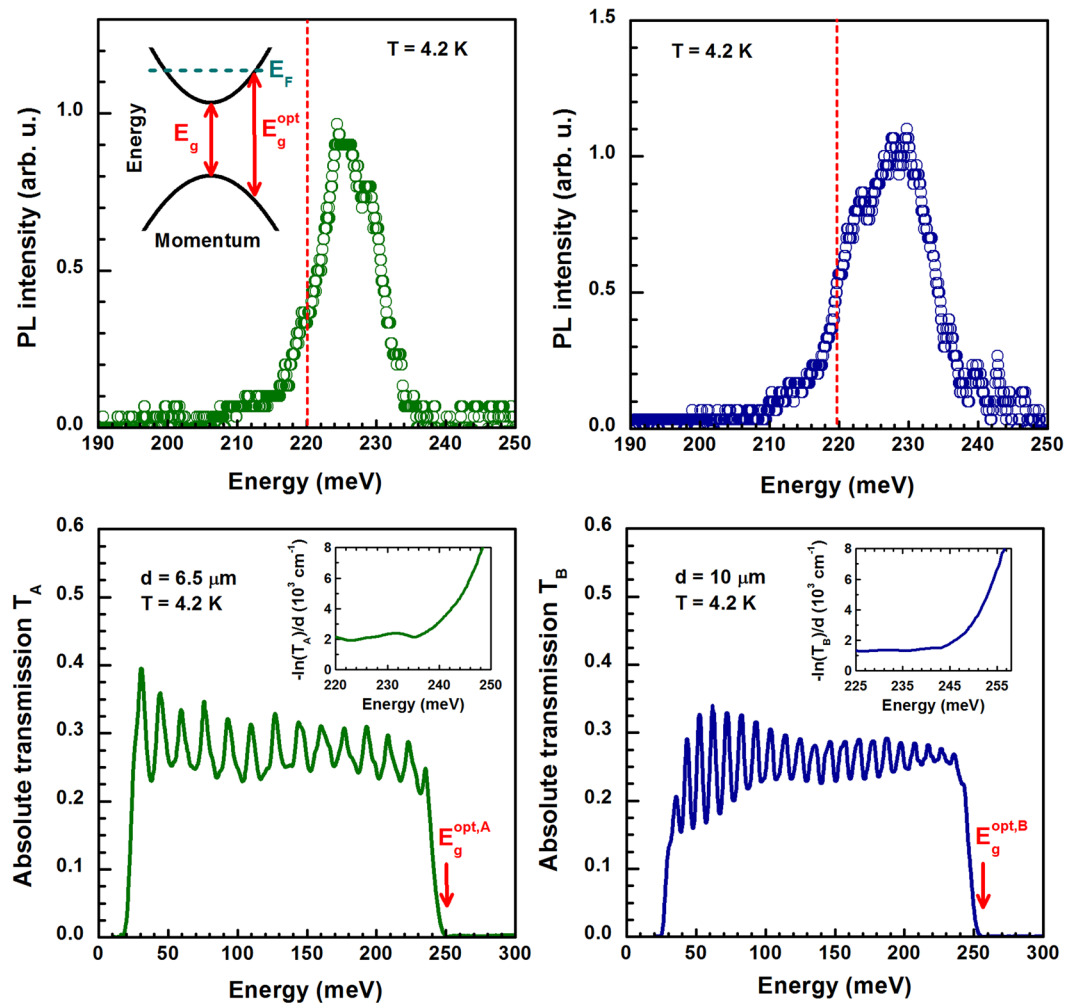 T = 4.2 K
E_F
E_g
E_g^opt
Energy
Momentum
PL intensity (arb. u.)
1.0
0.5
0.0
190 200 210 220 230 240 250
Energy (meV)
T = 4.2 K
PL intensity (arb. u.)
1.5
1.0
0.5
0.0
190 200 210 220 230 240 250
Energy (meV)
Absolute transmission T_A
0.6
0.5
0.4
0.3
0.2
0.1
0.0
d = 6.5 μm
T = 4.2 K
-ln(T_A)/d (10^3 cm^-1)
8
6
4
2
0
220 230 240 250
Energy (meV)
E_g^opt,A
0 50 100 150 200 250 300
Energy (meV)
Absolute transmission T_B
0.6
0.5
0.4
0.3
0.2
0.1
0.0
d = 10 μm
T = 4.2 K
-ln(T_B)/d (10^3 cm^-1)
8
6
4
2
0
225 235 245 255
Energy (meV)
E_g^opt,B
0 50 100 150 200 250 300
Energy (meV)